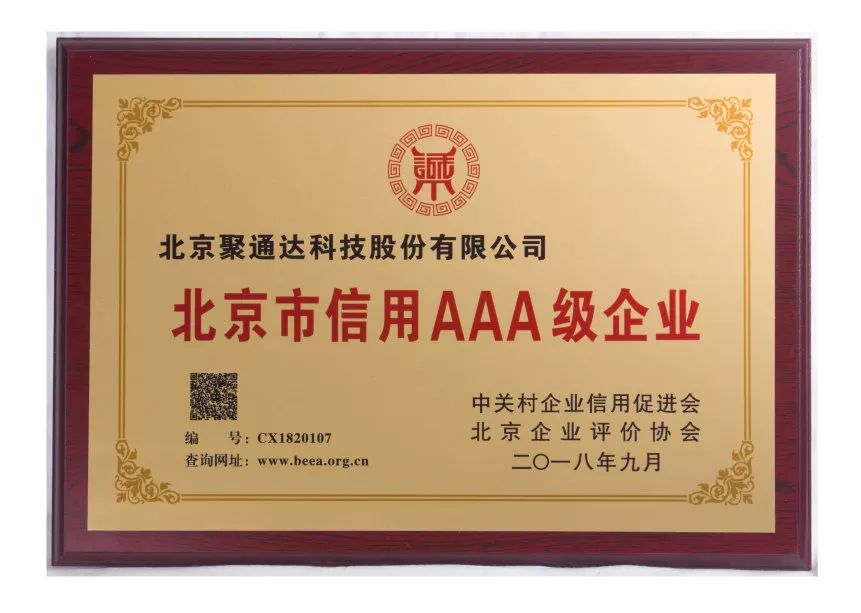 誠
北京聚通达科技股份有限公司
北京市信用AAA级企业
中关村企业信用促进会
北京企业评价协会
二〇一八年九月
编 号：CX1820107
查询网址：www.beea.org.cn